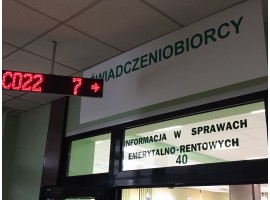 ŚWIADCZENIOBIORCY
C022 7 →
INFORMACJA W SPRAWACH
EMERYTALNO-RENTOWYCH
40